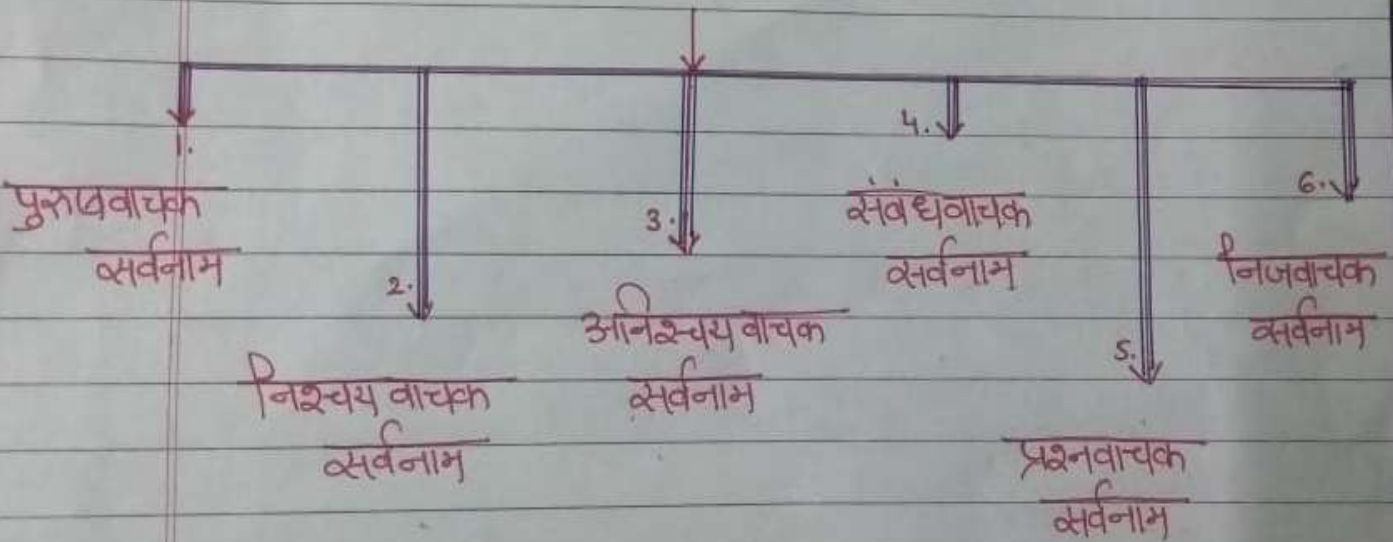 1.
पुरुषवाचक
सर्वनाम
2.
निश्चय वाचक
सर्वनाम
3.
अनिश्चय वाचक
सर्वनाम
4.
संबंधवाचक
सर्वनाम
5.
प्रश्नवाचक
सर्वनाम
6.
निजवाचक
सर्वनाम